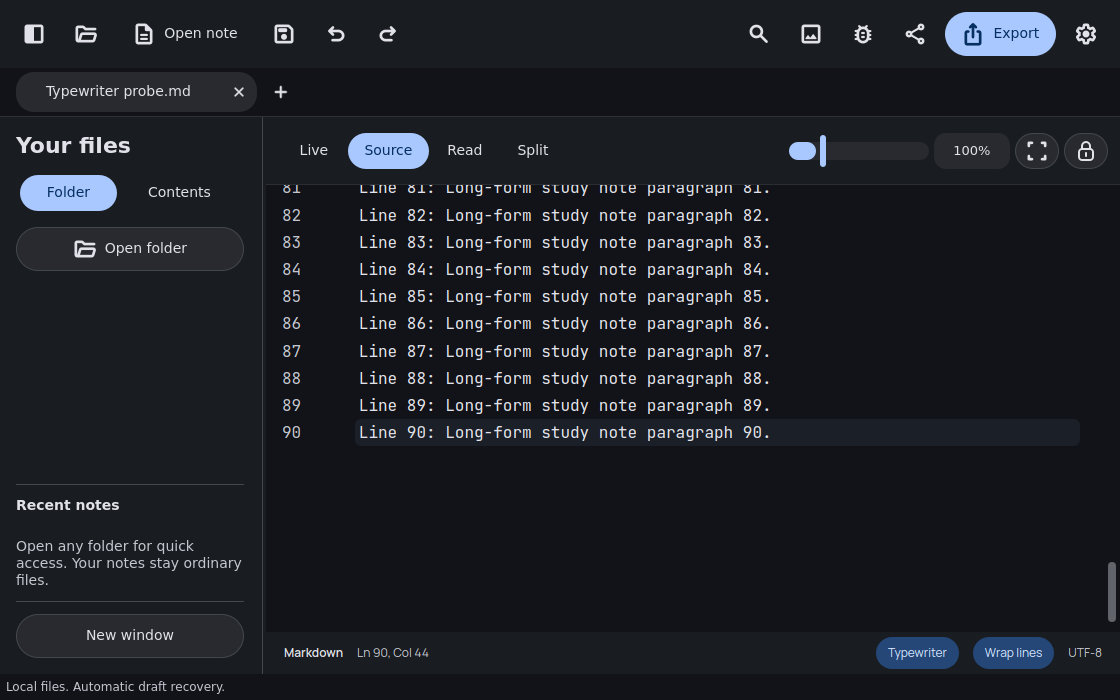 Open note
Export
Typewriter probe.md
Your files
Folder
Contents
Open folder
Recent notes
Open any folder for quick
access. Your notes stay ordinary
files.
New window
Live
Source
Read
Split
100%
81 Line 81: Long-form study note paragraph 81.
82 Line 82: Long-form study note paragraph 82.
83 Line 83: Long-form study note paragraph 83.
84 Line 84: Long-form study note paragraph 84.
85 Line 85: Long-form study note paragraph 85.
86 Line 86: Long-form study note paragraph 86.
87 Line 87: Long-form study note paragraph 87.
88 Line 88: Long-form study note paragraph 88.
89 Line 89: Long-form study note paragraph 89.
90 Line 90: Long-form study note paragraph 90.
Markdown
Ln 90, Col 44
Typewriter
Wrap lines
UTF-8
Local files. Automatic draft recovery.